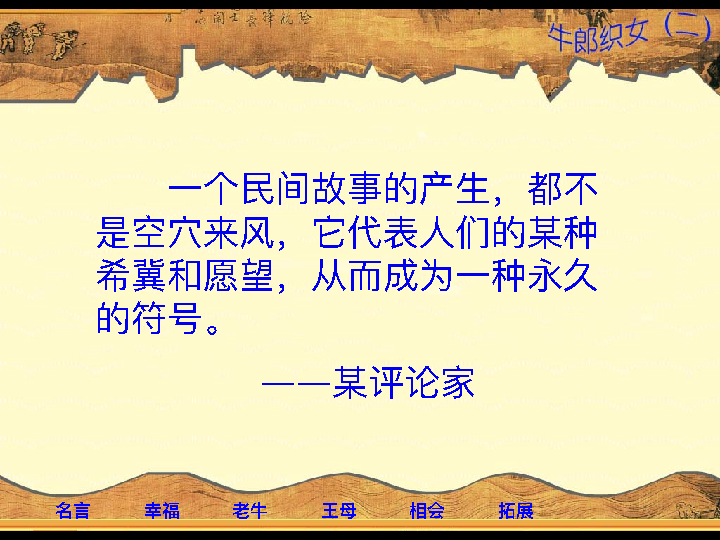 牛郎织女（二）
一个民间故事的产生，都不
是空穴来风，它代表人们的某种
希冀和愿望，从而成为一种永久
的符号。
——某评论家
名言 幸福 老牛 王母 相会 拓展